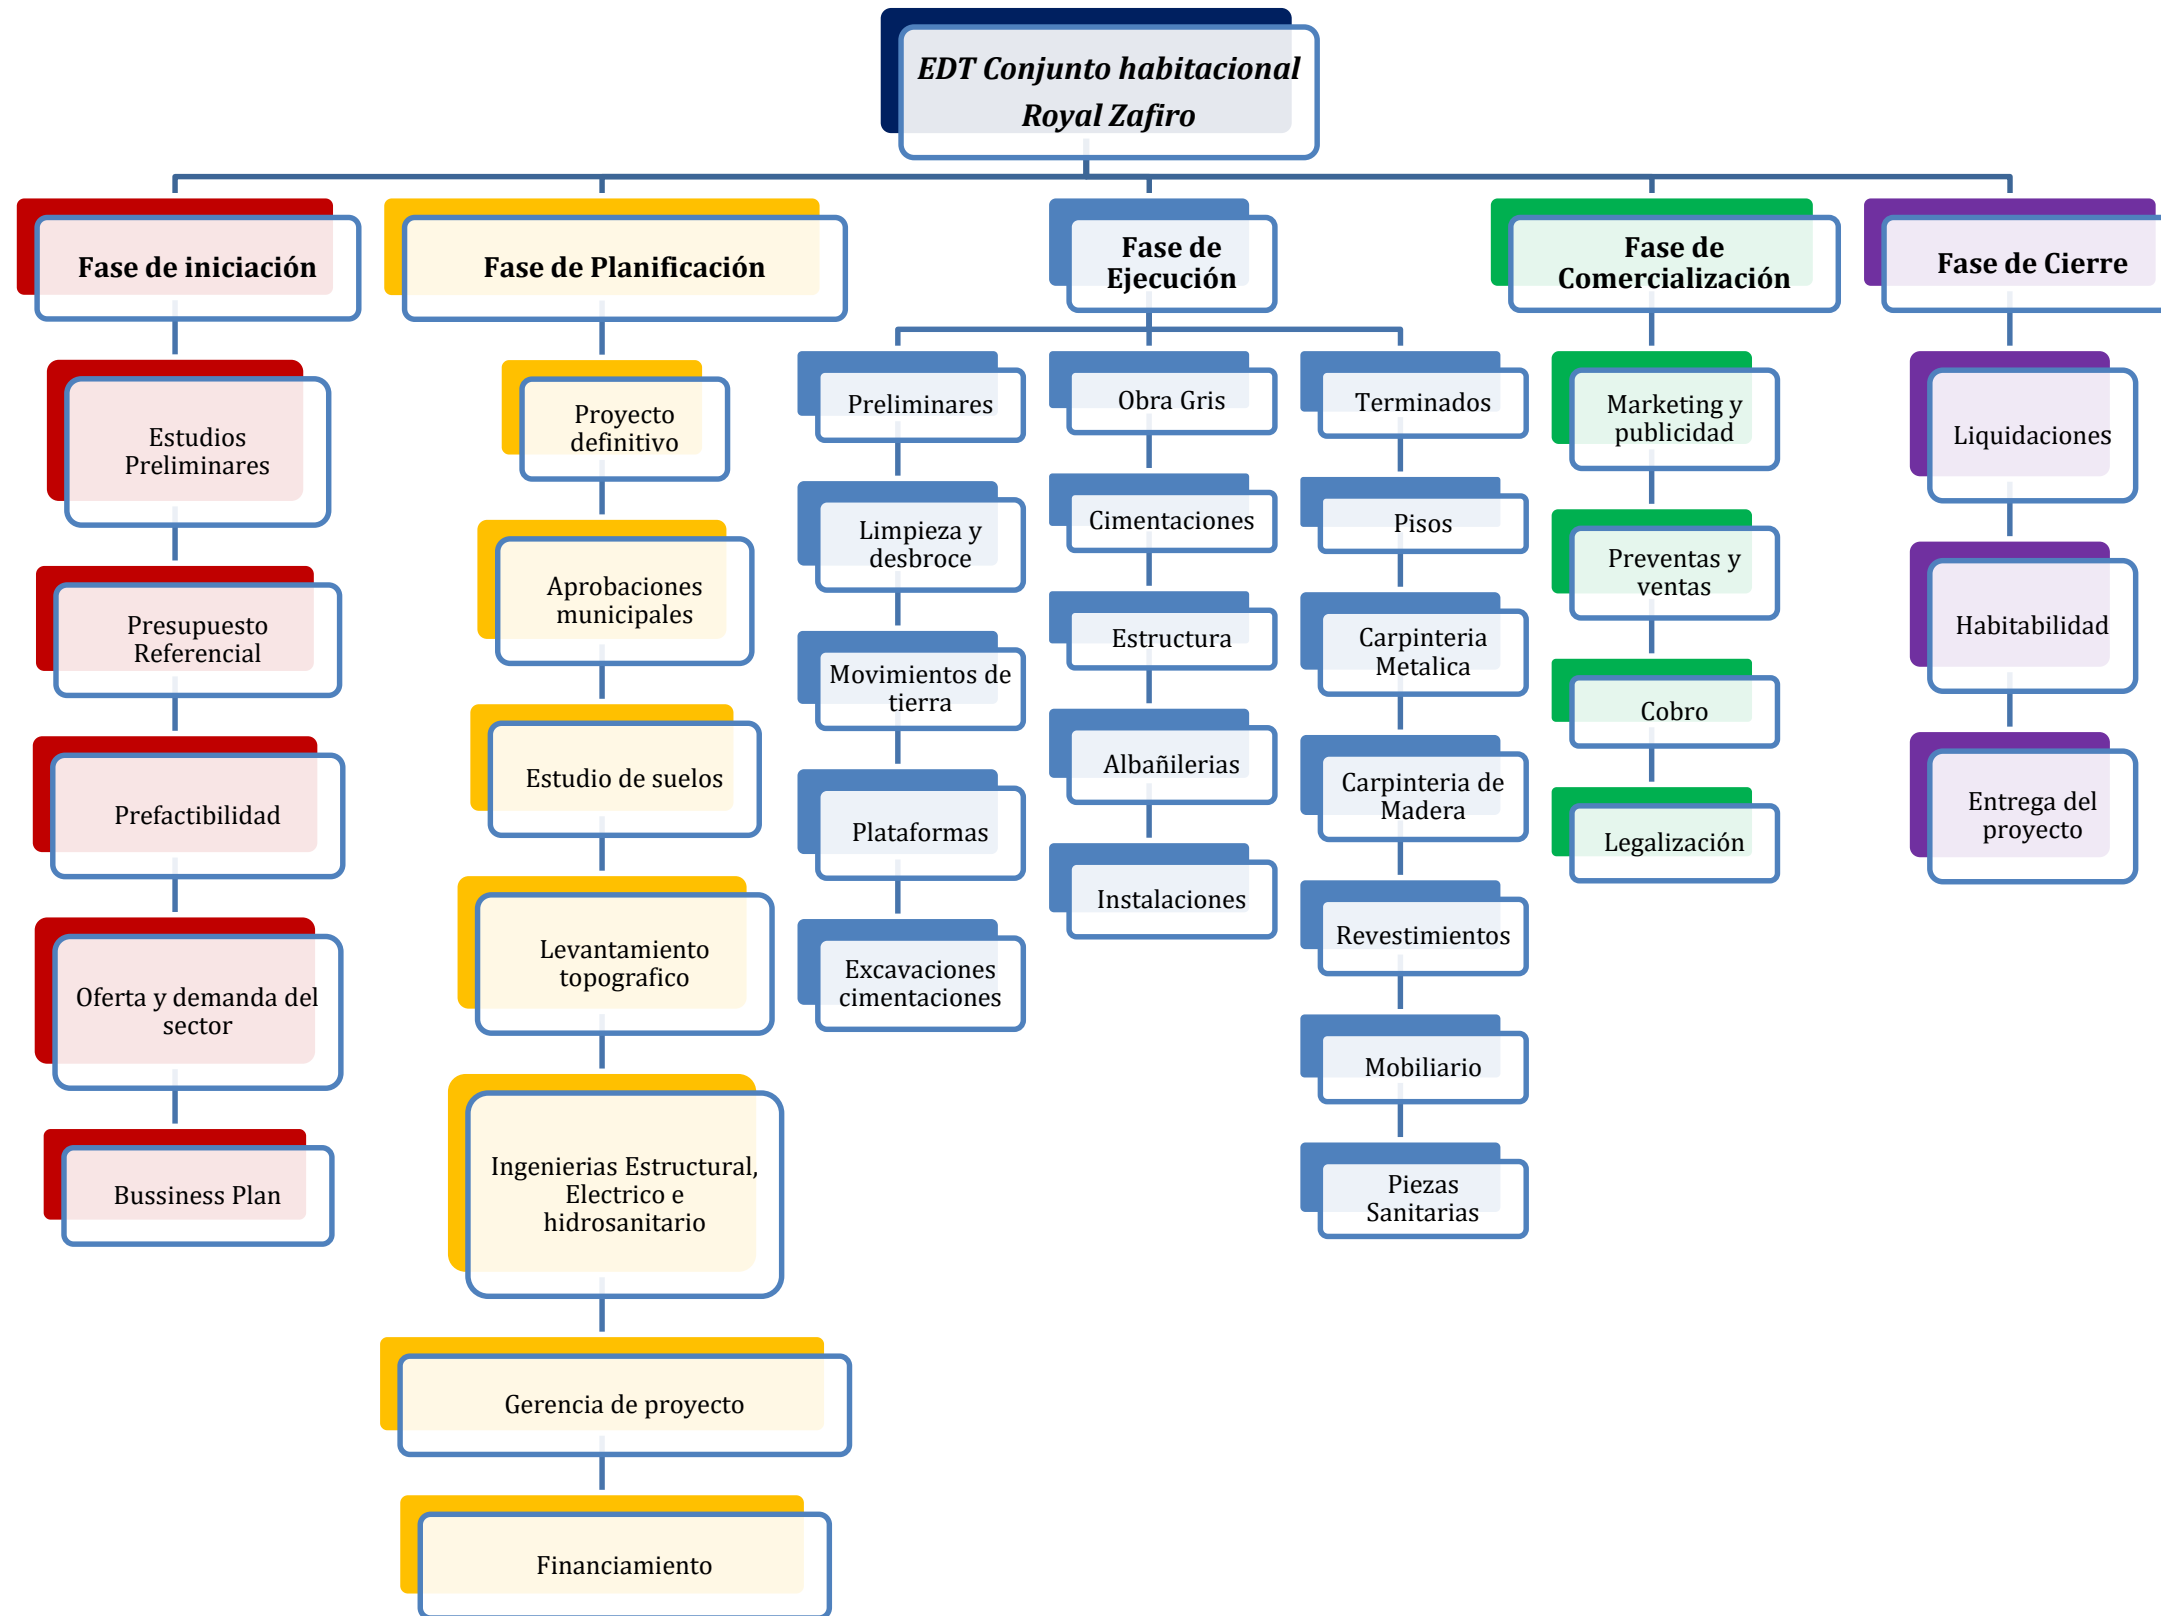 EDT Conjunto habitacional
Royal Zafiro
Fase de iniciación
Estudios
Preliminares
Presupuesto
Referencial
Prefactibilidad
Oferta y demanda del
sector
Bussiness Plan
Fase de Planificación
Proyecto
definitivo
Aprobaciones
municipales
Estudio de suelos
Levantamiento
topografico
Ingenierias Estructural,
Electrico e
hidrosanitario
Gerencia de proyecto
Financiamiento
Fase de
Ejecución
Preliminares
Limpieza y
desbroce
Movimientos de
tierra
Plataformas
Excavaciones
cimentaciones
Obra Gris
Cimentaciones
Estructura
Albañilerias
Instalaciones
Terminados
Pisos
Carpinteria
Metalica
Carpinteria de
Madera
Revestimientos
Mobiliario
Piezas
Sanitarias
Fase de
Comercialización
Marketing y
publicidad
Preventas y
ventas
Cobro
Legalización
Fase de Cierre
Liquidaciones
Habitabilidad
Entrega del
proyecto